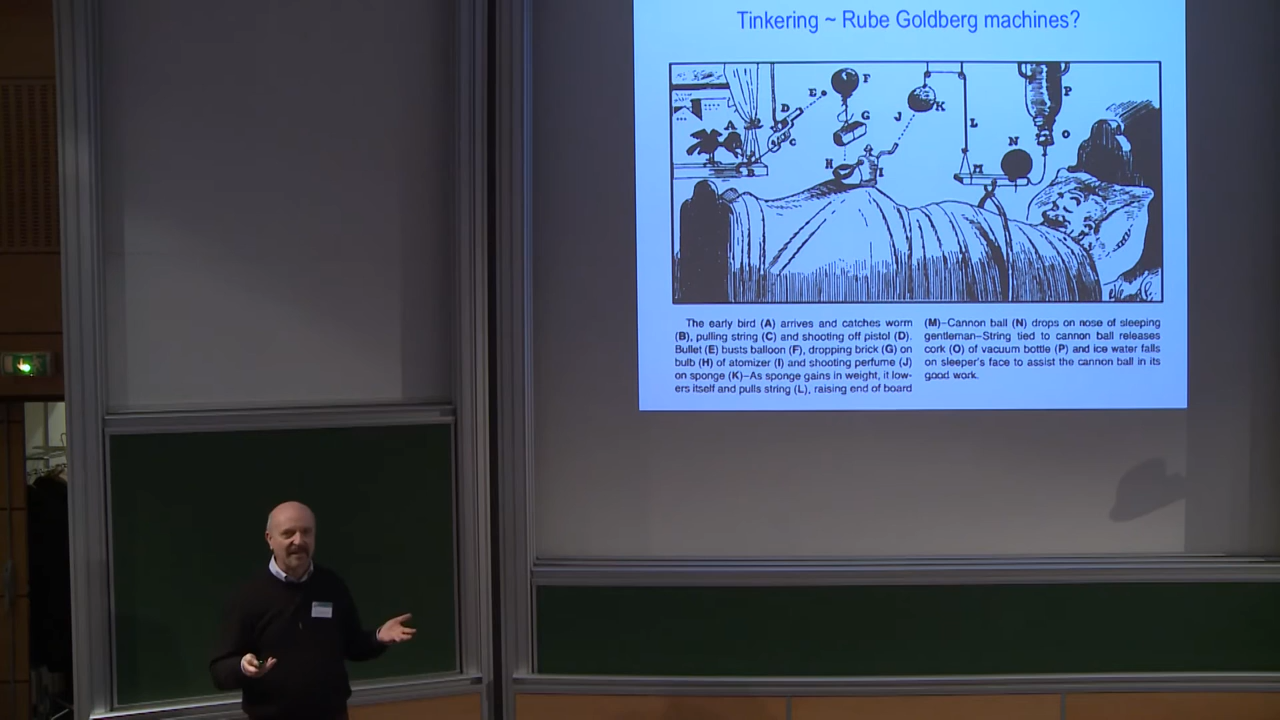 Tinkering ~ Rube Goldberg machines?
E
F
P
D
K
A
G
J
L
C
O
N
H
B
I
M
The early bird (A) arrives and catches worm
(B), pulling string (C) and shooting off pistol (D).
Bullet (E) busts balloon (F), dropping brick (G) on
bulb (H) of atomizer (I) and shooting perfume (J)
on sponge (K)–As sponge gains in weight, it low-
ers itself and pulls string (L), raising end of board
(M)–Cannon ball (N) drops on nose of sleeping
gentleman–String tied to cannon ball releases
cork (O) of vacuum bottle (P) and ice water falls
on sleeper's face to assist the cannon ball in its
good work.